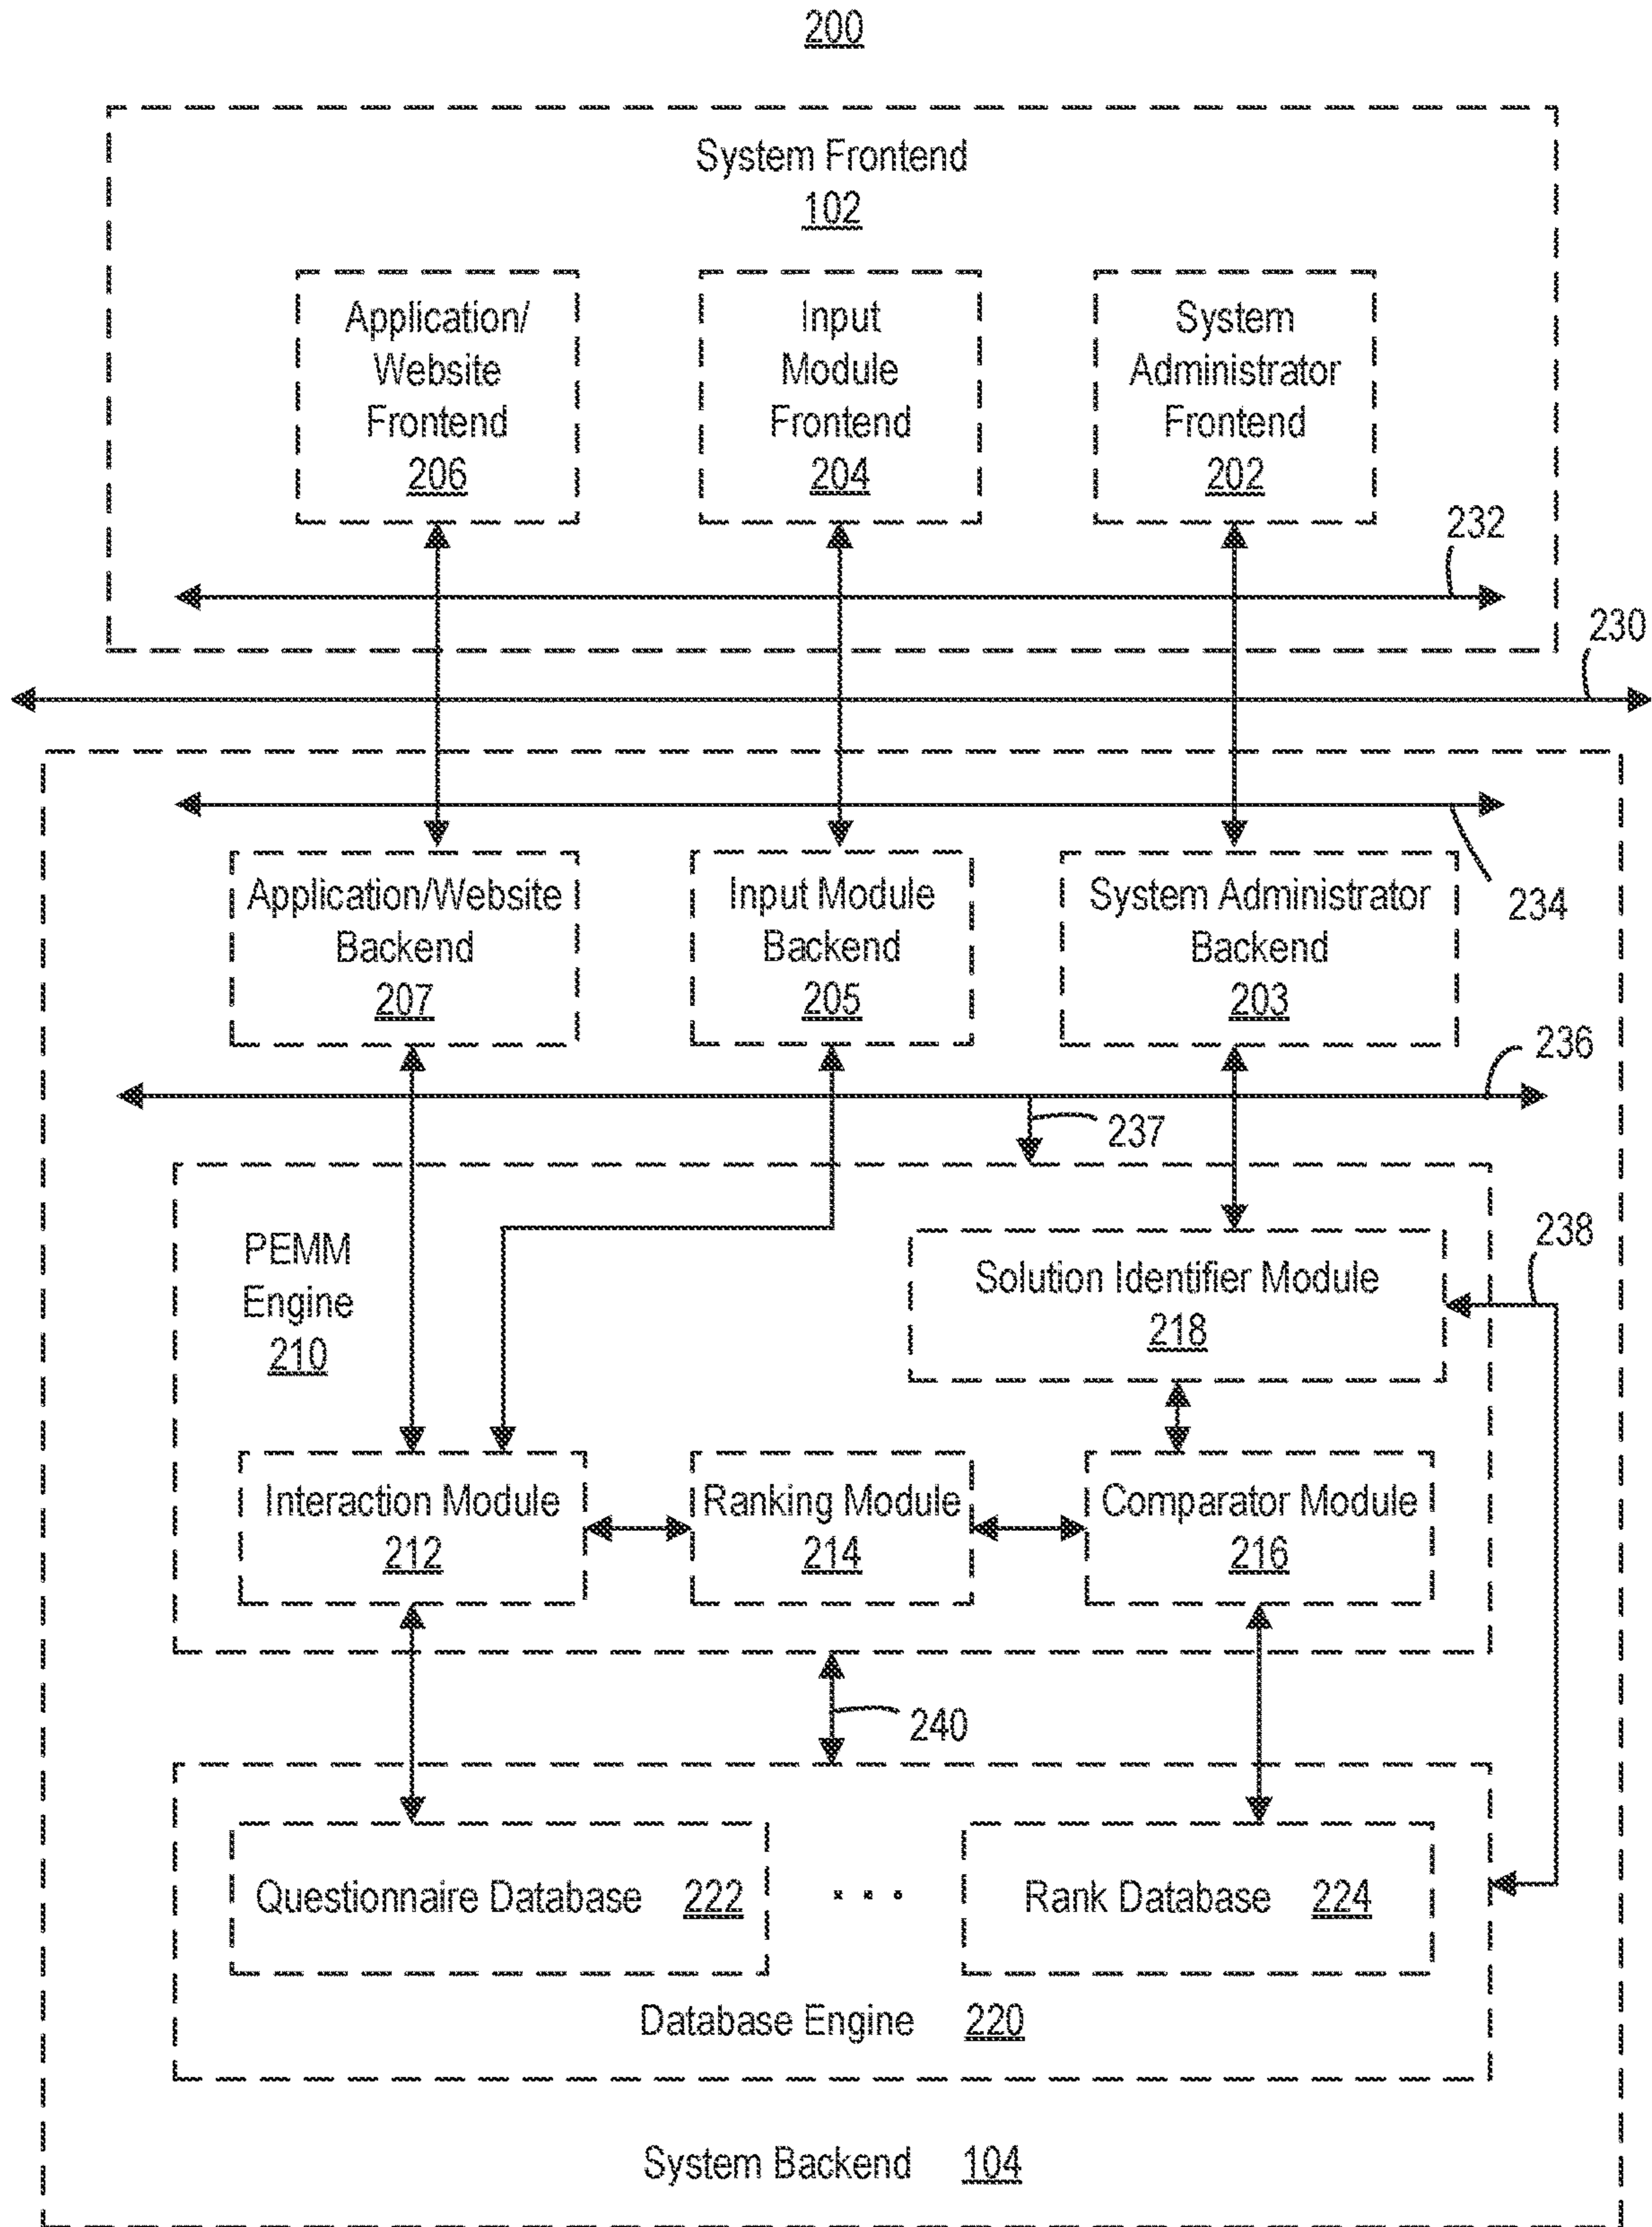 200
System Frontend
102
Application/
Website
Frontend
206
Input
Module
Frontend
204
System
Administrator
Frontend
202
232
230
234
Application/Website
Backend
207
Input Module
Backend
205
System Administrator
Backend
203
236
237
238
PEMM
Engine
210
Solution Identifier Module
218
Interaction Module
212
Ranking Module
214
Comparator Module
216
240
Questionnaire Database 222
...
Rank Database 224
Database Engine 220
System Backend 104